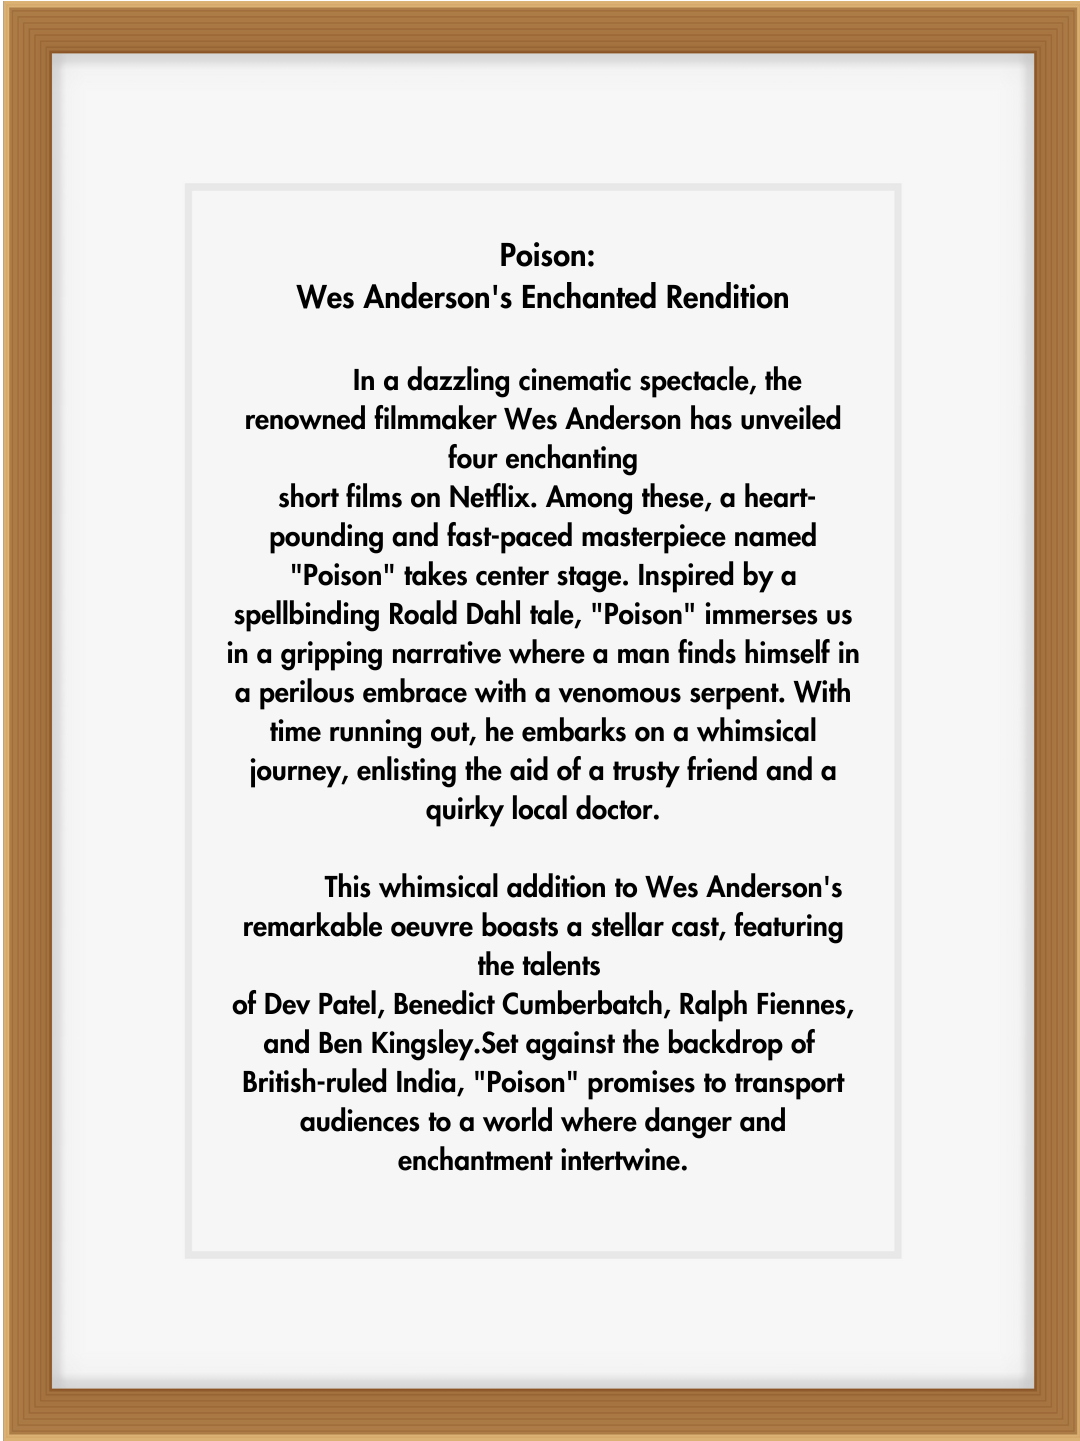 Poison:
Wes Anderson's Enchanted Rendition
In a dazzling cinematic spectacle, the
renowned filmmaker Wes Anderson has unveiled
four enchanting
short films on Netflix. Among these, a heart-
pounding and fast-paced masterpiece named
"Poison" takes center stage. Inspired by a
spellbinding Roald Dahl tale, "Poison" immerses us
in a gripping narrative where a man finds himself in
a perilous embrace with a venomous serpent. With
time running out, he embarks on a whimsical
journey, enlisting the aid of a trusty friend and a
quirky local doctor.
This whimsical addition to Wes Anderson's
remarkable oeuvre boasts a stellar cast, featuring
the talents
of Dev Patel, Benedict Cumberbatch, Ralph Fiennes,
and Ben Kingsley.Set against the backdrop of
British-ruled India, "Poison" promises to transport
audiences to a world where danger and
enchantment intertwine.